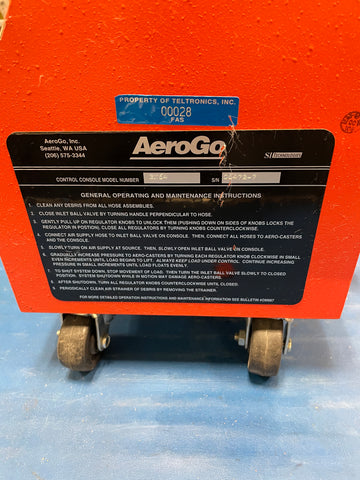 PROPERTY OF TELTRONICS, INC.
00028
FAS
AeroGo, Inc.
Seattle, WA USA
(206) 575-3344
AeroGo
CONTROL CONSOLE MODEL NUMBER
S/N
GENERAL OPERATING AND MAINTENANCE INSTRUCTIONS
1. CLEAN ANY DEBRIS FROM ALL HOSE ASSEMBLIES.
2. CLOSE INLET BALL VALVE BY TURNING HANDLE PERPENDICULAR TO HOSE.
3. GENTLY PULL UP ON REGULATOR KNOBS TO UNLOCK THEM (PUSHING DOWN ON SIDES OF KNOBS LOCKS THE
REGULATOR IN POSITION), CLOSE ALL REGULATORS BY TURNING KNOBS COUNTERCLOCKWISE.
4. CONNECT AIR SUPPLY HOSE TO INLET BALL VALVE ON CONSOLE. THEN, CONNECT ALL HOSES TO AERO-CASTERS
AND THE CONSOLE.
5. SLOWLY TURN ON AIR SUPPLY AT SOURCE. THEN, SLOWLY OPEN INLET BALL VALVE ON CONSOLE.
6. GRADUALLY INCREASE PRESSURE TO AERO-CASTERS BY TURNING EACH REGULATOR KNOB CLOCKWISE IN SMALL
EVEN INCREMENTS UNTIL LOAD BEGINS TO LIFT. ALWAYS KEEP LOAD UNDER CONTROL. CONTINUE INCREASING
PRESSURE IN SMALL INCREMENTS UNTIL LOAD FLOATS EVENLY.
7. TO SHUT SYSTEM DOWN, STOP MOVEMENT OF LOAD. THEN TURN THE INLET BALL VALVE SLOWLY TO CLOSED
POSITION. SYSTEM SHUTDOWN WHILE IN MOTION MAY DAMAGE AERO-CASTERS.
8. AFTER SHUTDOWN, TURN ALL REGULATOR KNOBS COUNTERCLOCKWISE UNTIL CLOSED.
9. PERIODICALLY CLEAN AIR STRAINER OF DEBRIS BY REMOVING THE STRAINER.
FOR MORE DETAILED OPERATION INSTRUCTIONS AND MAINTENANCE INFORMATION SEE BULLETIN